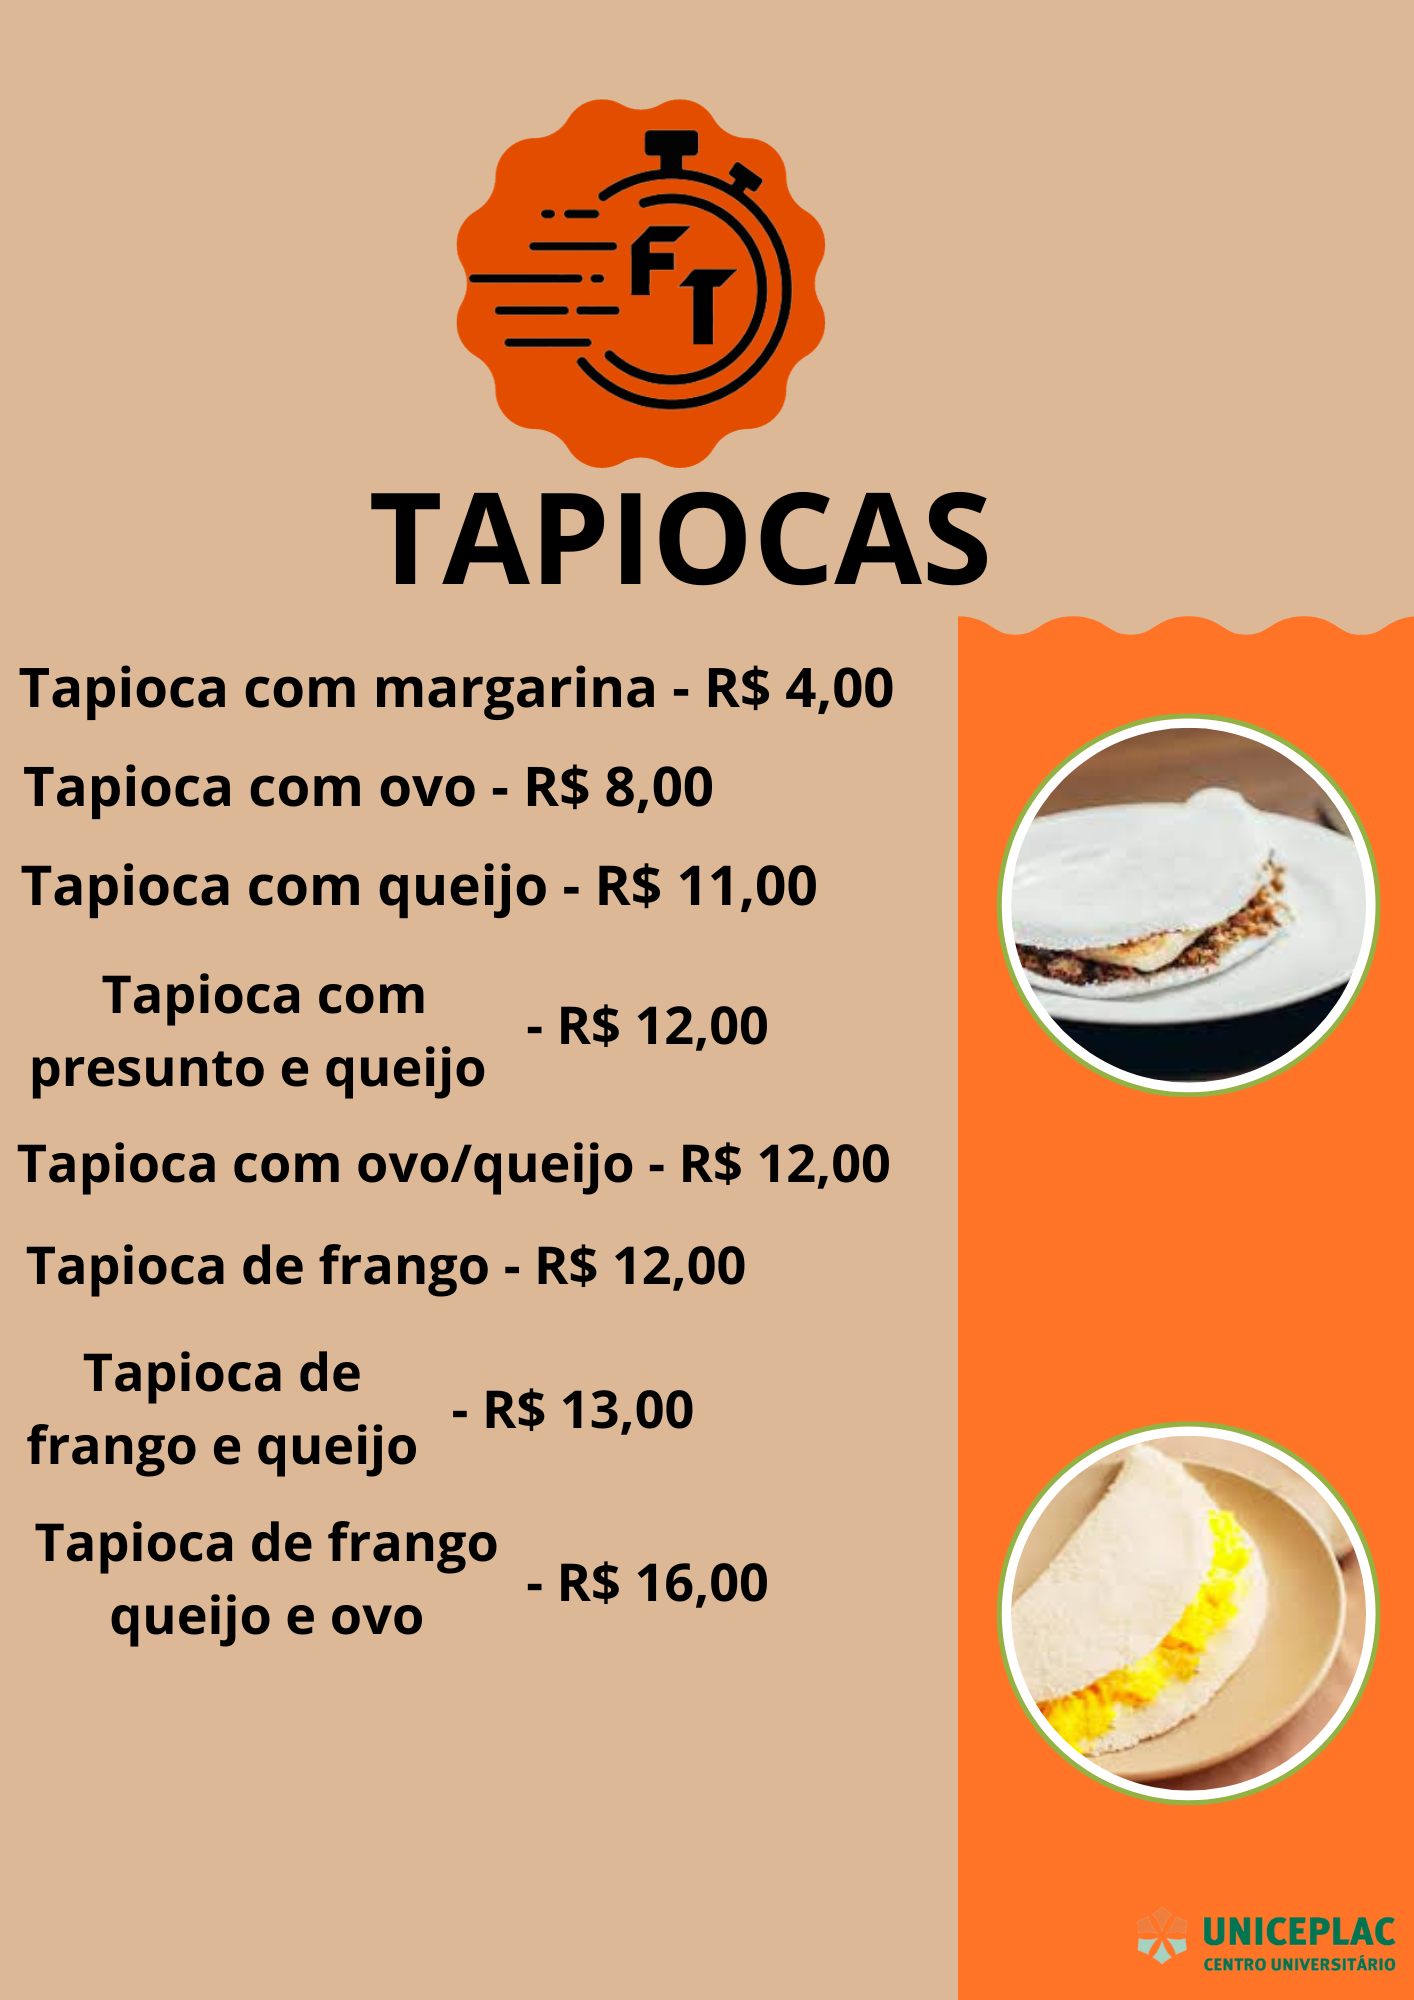 FT
TAPIOCAS
Tapioca com margarina - R$ 4,00
Tapioca com ovo - R$ 8,00
Tapioca com queijo - R$ 11,00
Tapioca com
presunto e queijo
- R$ 12,00
Tapioca com ovo/queijo - R$ 12,00
Tapioca de frango - R$ 12,00
Tapioca de
frango e queijo
- R$ 13,00
Tapioca de frango
queijo e ovo
- R$ 16,00
UNICEPLAC
CENTRO UNIVERSITÁRIO